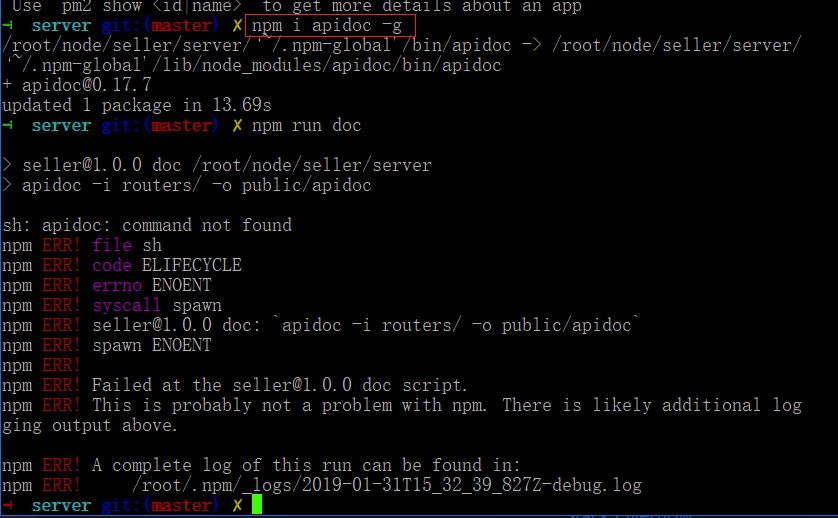 Use `pm2 show <id|name>` to get more details about an app
→ server git:(master) ✗ npm i apidoc -g
/root/node/seller/server/'~/.npm-global'/bin/apidoc -> /root/node/seller/server/
'~/.npm-global'/lib/node_modules/apidoc/bin/apidoc
+ apidoc@0.17.7
updated 1 package in 13.69s
→ server git:(master) ✗ npm run doc
> seller@1.0.0 doc /root/node/seller/server
> apidoc -i routers/ -o public/apidoc
sh: apidoc: command not found
npm ERR! file sh
npm ERR! code ELIFECYCLE
npm ERR! errno ENOENT
npm ERR! syscall spawn
npm ERR! seller@1.0.0 doc: `apidoc -i routers/ -o public/apidoc`
npm ERR! spawn ENOENT
npm ERR!
npm ERR! Failed at the seller@1.0.0 doc script.
npm ERR! This is probably not a problem with npm. There is likely additional log
ging output above.
npm ERR! A complete log of this run can be found in:
npm ERR!     /root/.npm/_logs/2019-01-31T15_32_39_827Z-debug.log
→ server git:(master) ✗